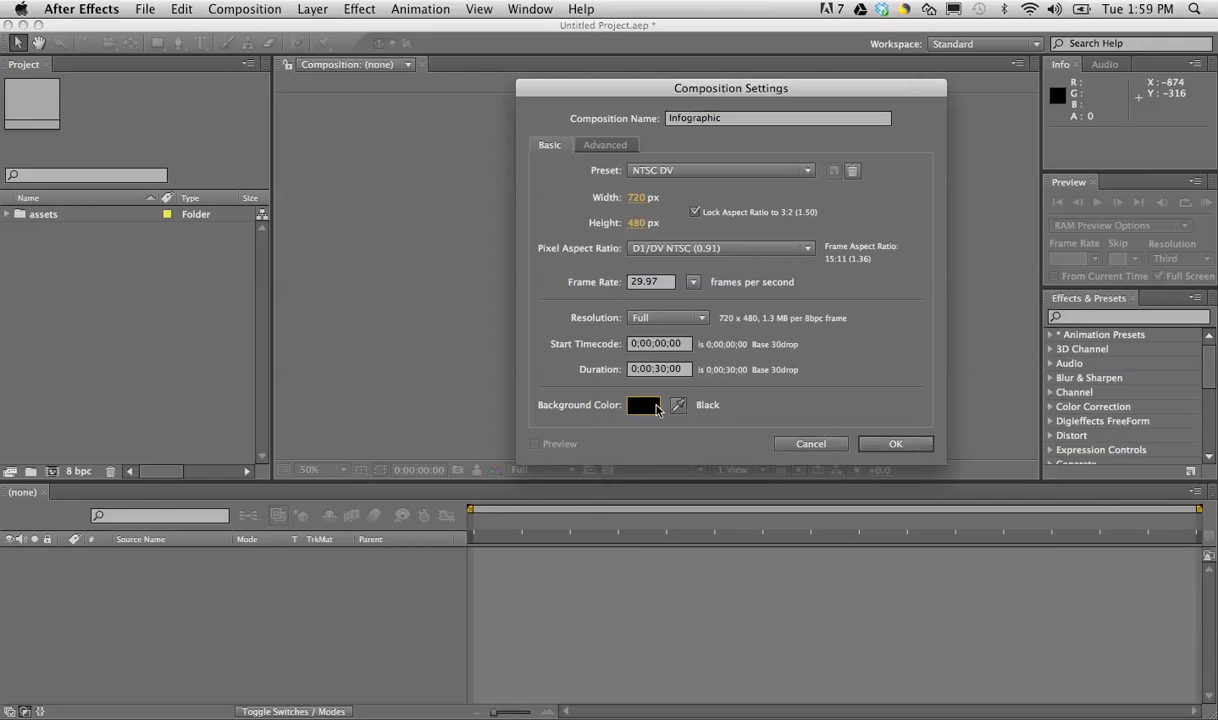 After Effects File Edit Composition Layer Effect Animation View Window Help 7 Tue 1:59 PM
Untitled Project.aep *
Workspace: Standard Search Help
Project Composition: (none) Info Audio
R: X: -874
G: Y: -316
B:
A: 0
Composition Settings
Composition Name: Infographic
Basic Advanced
Preset: NTSC DV
Width: 720 px
Lock Aspect Ratio to 3:2 (1.50)
Height: 480 px
Pixel Aspect Ratio: D1/DV NTSC (0.91) Frame Aspect Ratio:
15:11 (1.36)
Frame Rate: 29.97 frames per second
Resolution: Full 720 x 480, 1.3 MB per 8bpc frame
Start Timecode: 0;00;00;00 is 0;00;00;00 Base 30drop
Duration: 0;00;30;00 is 0;00;30;00 Base 30drop
Background Color: Black
Preview Cancel OK
Name Type Size
assets Folder
Preview
RAM Preview Options
Frame Rate Skip Resolution
Third
From Current Time Full Screen
Effects & Presets
* Animation Presets
3D Channel
Audio
Blur & Sharpen
Channel
Color Correction
Digieffects FreeForm
Distort
Expression Controls
Generate
8 bpc 50% 0:00:00:00 Full 1 View +0.0
(none)
# Source Name Mode T TrkMat Parent
Toggle Switches / Modes